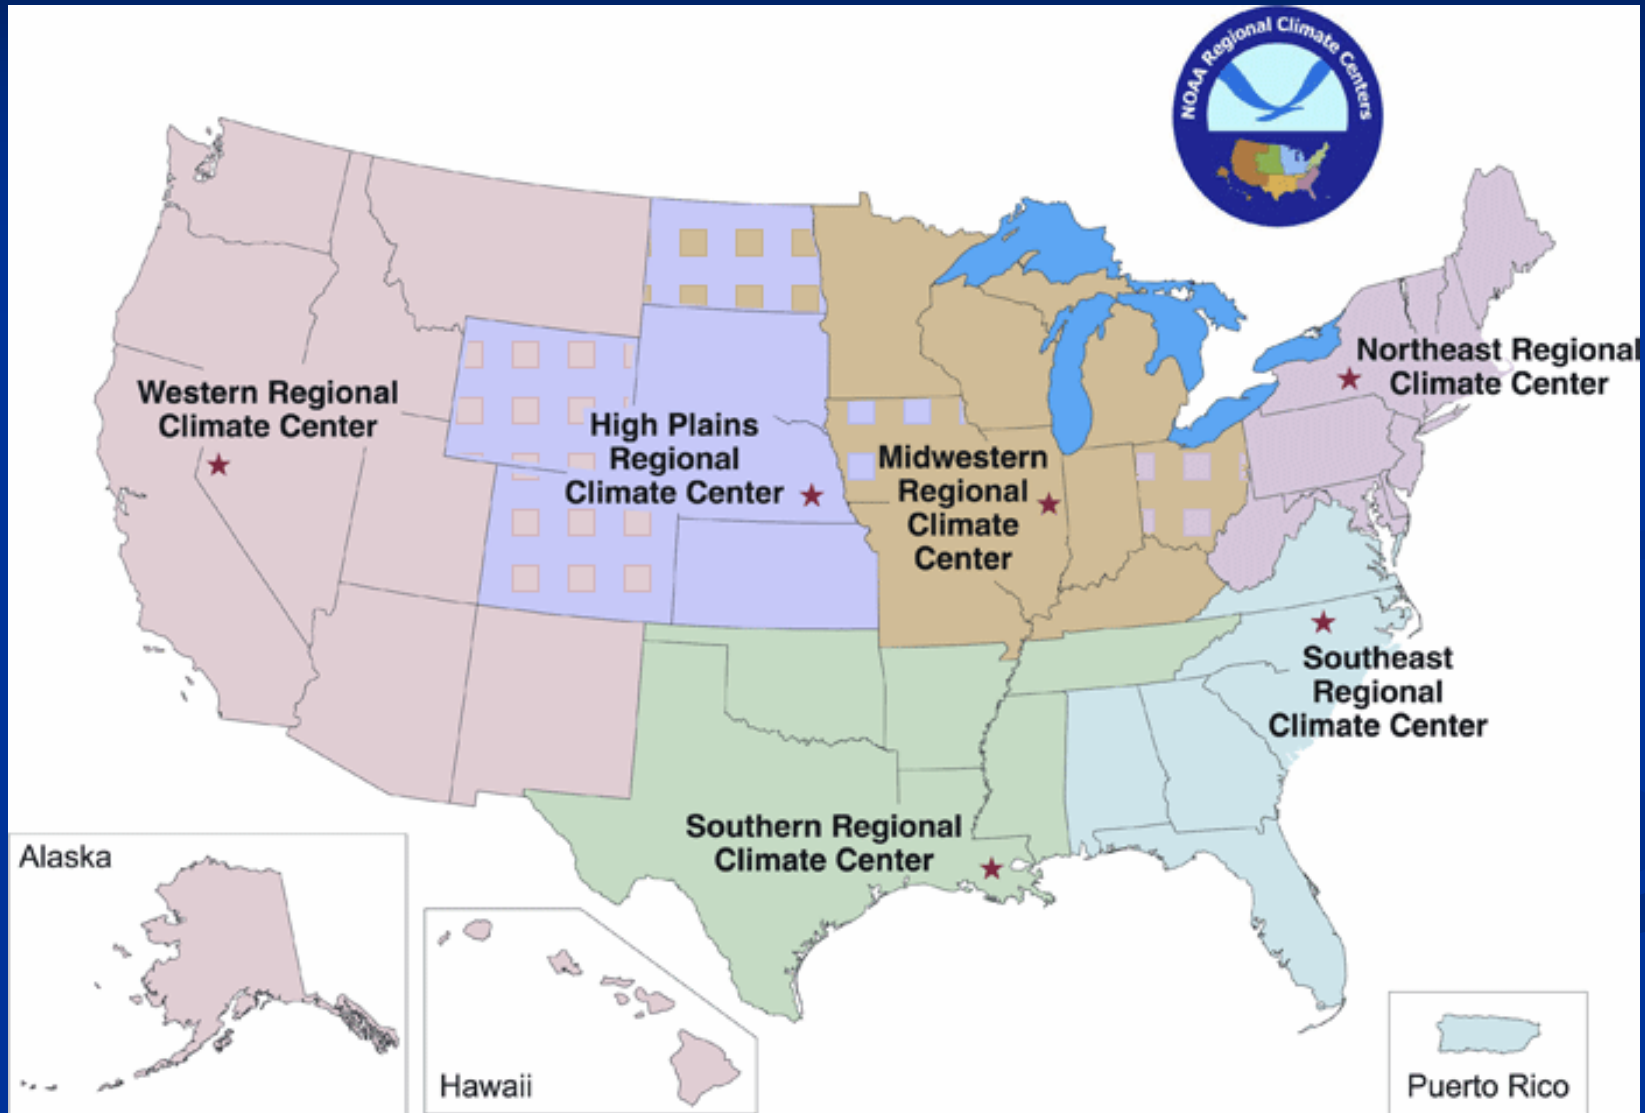 NOAA Regional Climate Centers
Northeast Regional
Climate Center
Western Regional
Climate Center
High Plains
Regional
Climate Center
Midwestern
Regional
Climate
Center
Southeast
Regional
Climate Center
Southern Regional
Climate Center
Alaska
Hawaii
Puerto Rico